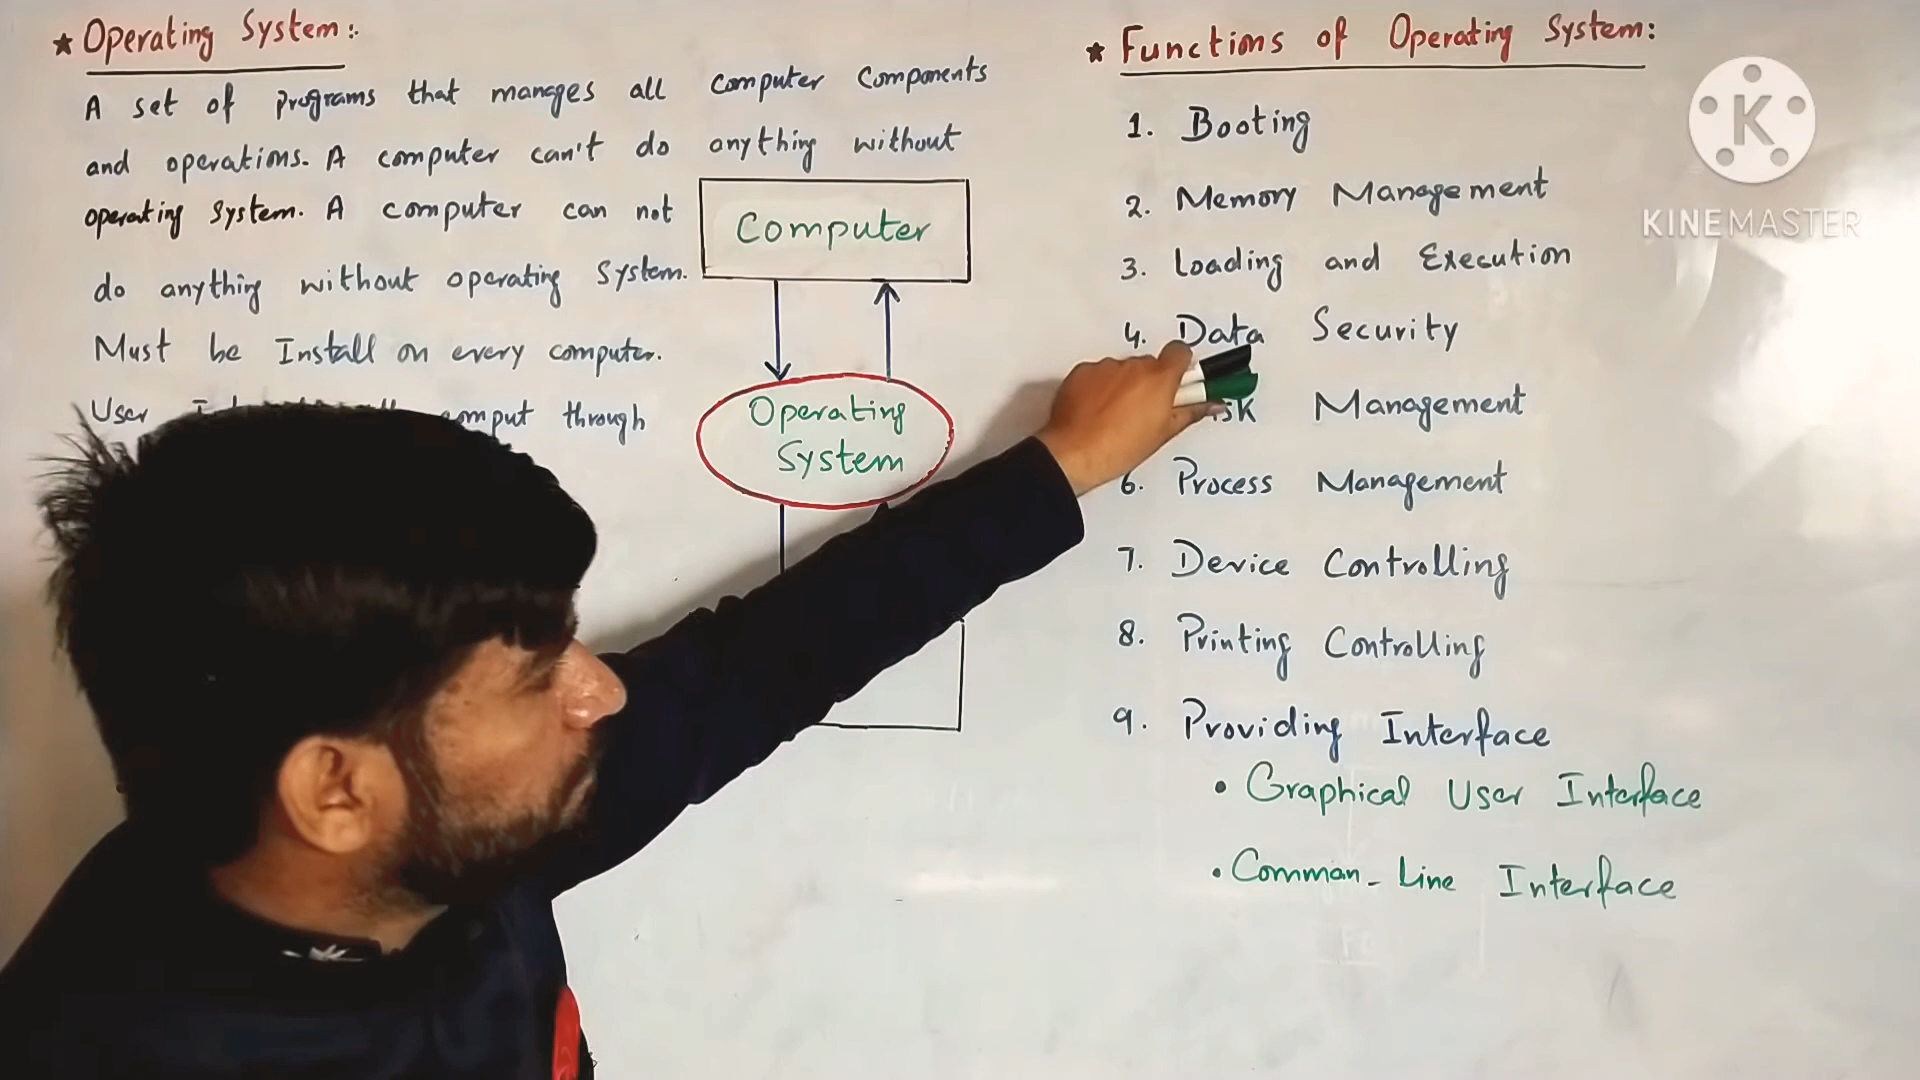 ★ Operating System:
A set of programs that manages all computer components
and operations. A computer can't do anything without
operating system. A computer can not
do anything without operating system.
Must be Install on every computer.
User comput through
Computer
Operating
System
★ Functions of Operating System:
1. Booting
2. Memory Management
3. Loading and Execution
4. Data Security
Management
6. Process Management
7. Device Controlling
8. Printing Controlling
9. Providing Interface
• Graphical User Interface
• Comman-Line Interface
K
KINEMASTER